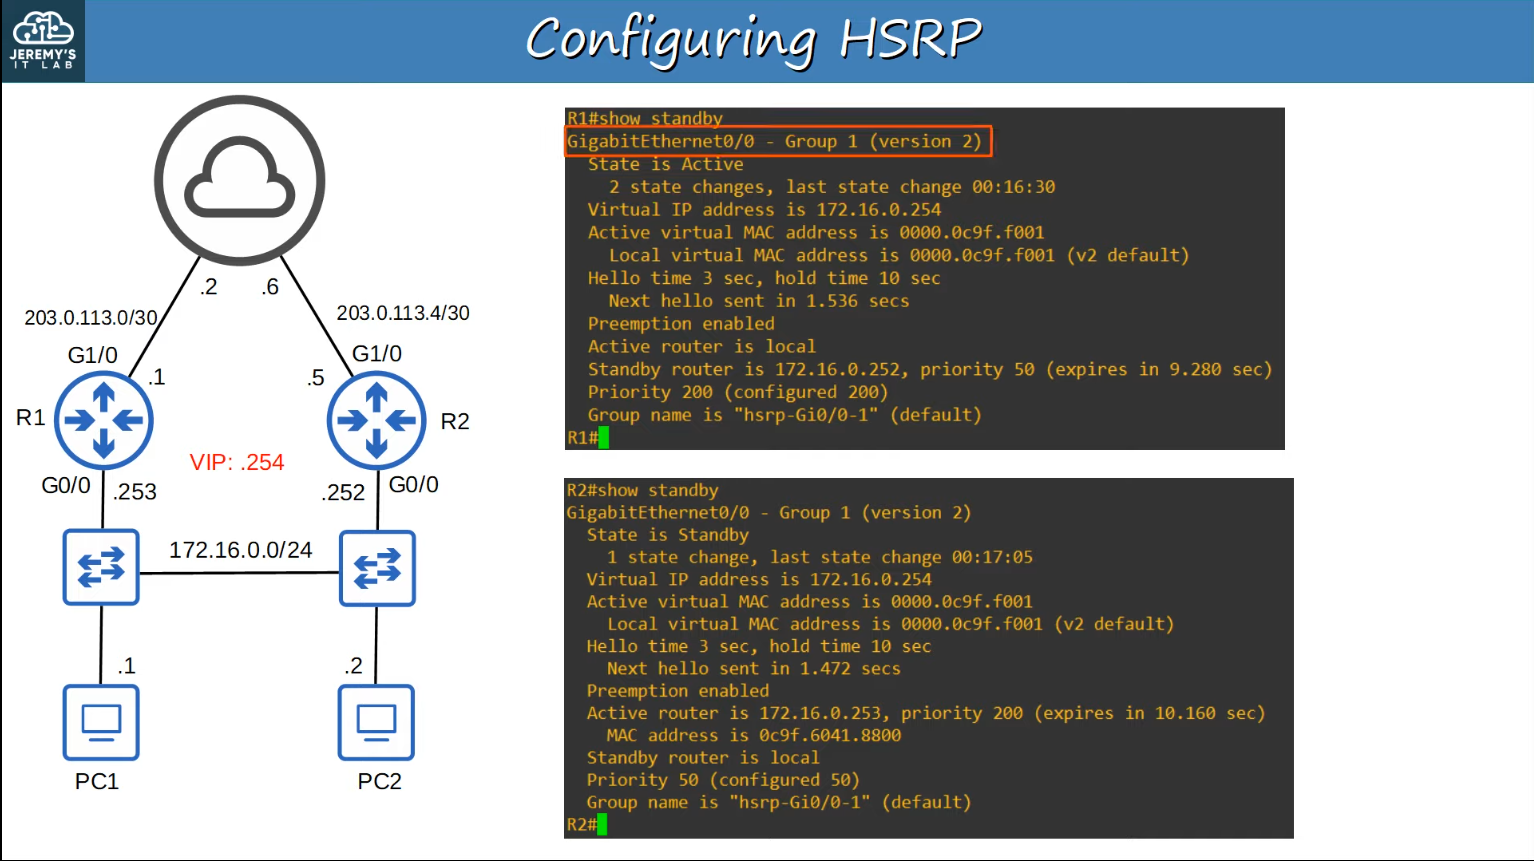 JEREMY'S
IT LAB
Configuring HSRP
.2
.6
203.0.113.0/30
203.0.113.4/30
G1/0
G1/0
.1
.5
R1
R2
VIP: .254
G0/0
.253
.252
G0/0
172.16.0.0/24
.1
.2
PC1
PC2
R1#show standby
GigabitEthernet0/0 - Group 1 (version 2)
State is Active
2 state changes, last state change 00:16:30
Virtual IP address is 172.16.0.254
Active virtual MAC address is 0000.0c9f.f001
Local virtual MAC address is 0000.0c9f.f001 (v2 default)
Hello time 3 sec, hold time 10 sec
Next hello sent in 1.536 secs
Preemption enabled
Active router is local
Standby router is 172.16.0.252, priority 50 (expires in 9.280 sec)
Priority 200 (configured 200)
Group name is "hsrp-Gi0/0-1" (default)
R1#
R2#show standby
GigabitEthernet0/0 - Group 1 (version 2)
State is Standby
1 state change, last state change 00:17:05
Virtual IP address is 172.16.0.254
Active virtual MAC address is 0000.0c9f.f001
Local virtual MAC address is 0000.0c9f.f001 (v2 default)
Hello time 3 sec, hold time 10 sec
Next hello sent in 1.472 secs
Preemption enabled
Active router is 172.16.0.253, priority 200 (expires in 10.160 sec)
MAC address is 0c9f.6041.8800
Standby router is local
Priority 50 (configured 50)
Group name is "hsrp-Gi0/0-1" (default)
R2#